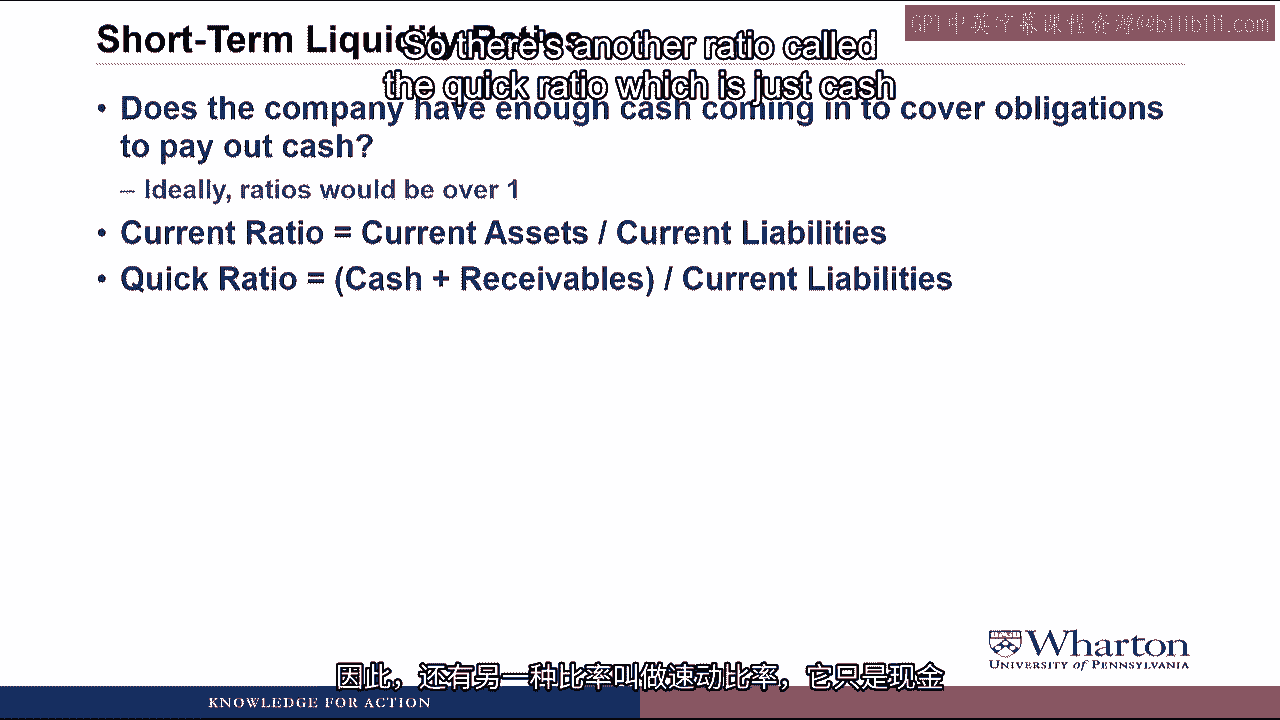 Short-Term Liquidity Ratios
GPT中英字幕课程资源@bilibili.com
So there's another ratio called
the quick ratio which is just cash
• Does the company have enough cash coming in to cover obligations
to pay out cash?
– Ideally, ratios would be over 1
• Current Ratio = Current Assets / Current Liabilities
• Quick Ratio = (Cash + Receivables) / Current Liabilities
Wharton
UNIVERSITY of PENNSYLVANIA
因此，还有另一种比率叫做速动比率，它只是现金
KNOWLEDGE FOR ACTION